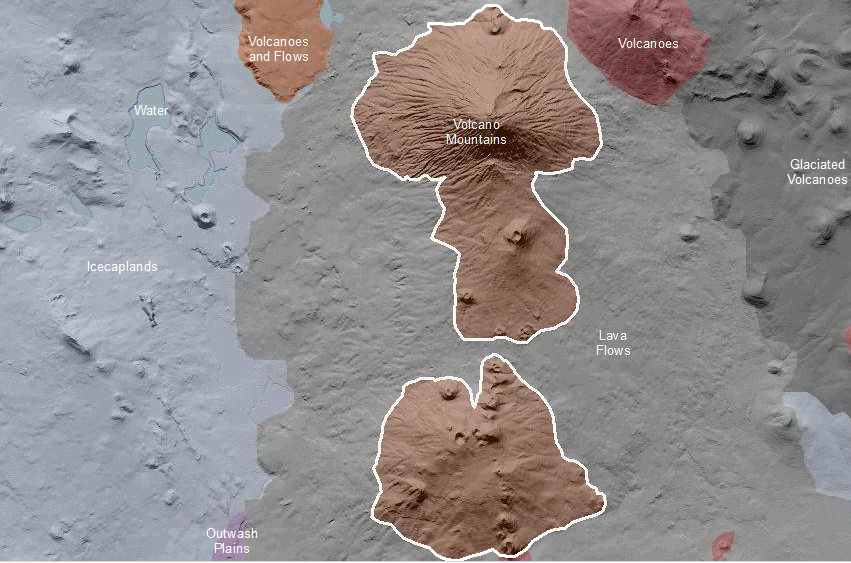 Volcanoes
and Flows
Volcanoes
Water
Volcano
Mountains
Glaciated
Volcanoes
Icecaplands
Lava
Flows
Outwash
Plains